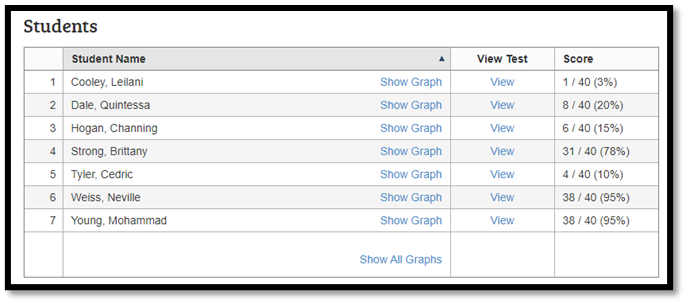 Students
Student Name ▲ View Test Score
1 Cooley, Leilani Show Graph View 1 / 40 (3%)
2 Dale, Quintessa Show Graph View 8 / 40 (20%)
3 Hogan, Channing Show Graph View 6 / 40 (15%)
4 Strong, Brittany Show Graph View 31 / 40 (78%)
5 Tyler, Cedric Show Graph View 4 / 40 (10%)
6 Weiss, Neville Show Graph View 38 / 40 (95%)
7 Young, Mohammad Show Graph View 38 / 40 (95%)
Show All Graphs